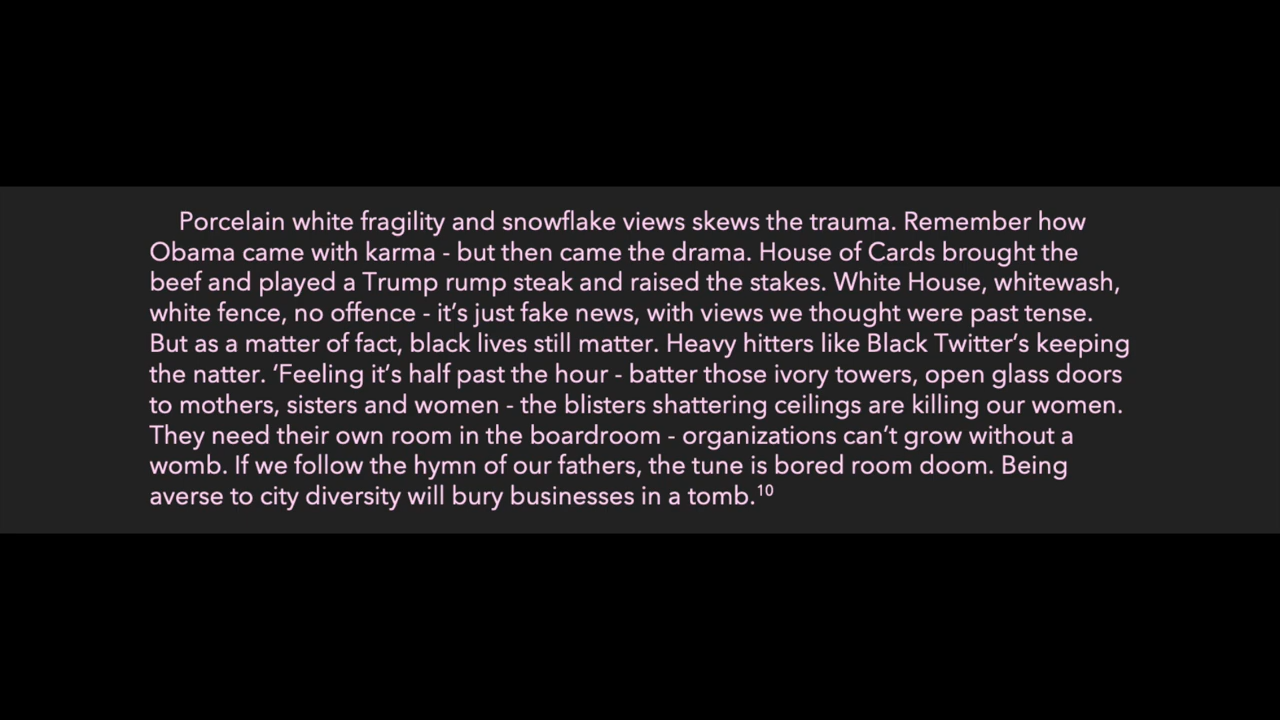 Porcelain white fragility and snowflake views skews the trauma. Remember how
Obama came with karma - but then came the drama. House of Cards brought the
beef and played a Trump rump steak and raised the stakes. White House, whitewash,
white fence, no offence - it’s just fake news, with views we thought were past tense.
But as a matter of fact, black lives still matter. Heavy hitters like Black Twitter’s keeping
the natter. ‘Feeling it’s half past the hour - batter those ivory towers, open glass doors
to mothers, sisters and women - the blisters shattering ceilings are killing our women.
They need their own room in the boardroom - organizations can’t grow without a
womb. If we follow the hymn of our fathers, the tune is bored room doom. Being
averse to city diversity will bury businesses in a tomb.¹⁰